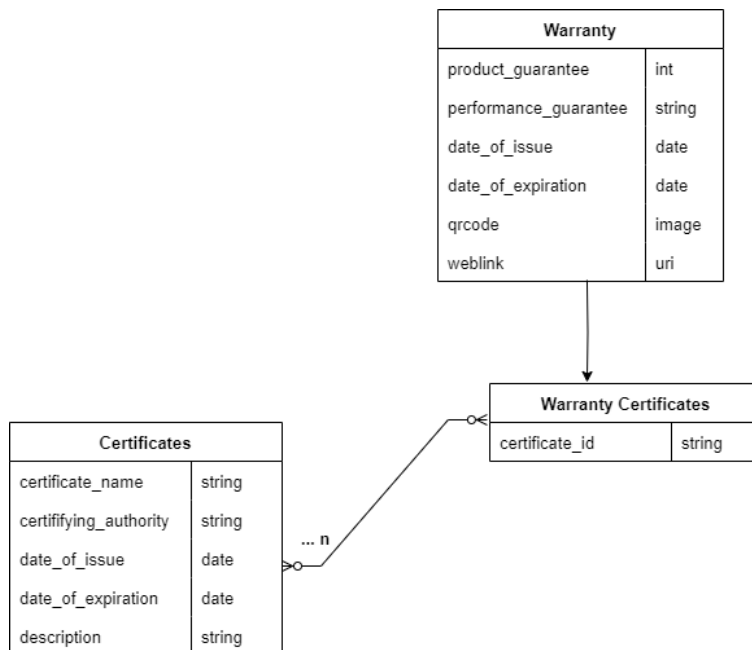 Warranty
product_guarantee int
performance_guarantee string
date_of_issue date
date_of_expiration date
qrcode image
weblink uri
Warranty Certificates
certificate_id string
Certificates
certificate_name string
certififying_authority string
date_of_issue date
date_of_expiration date
description string
... n